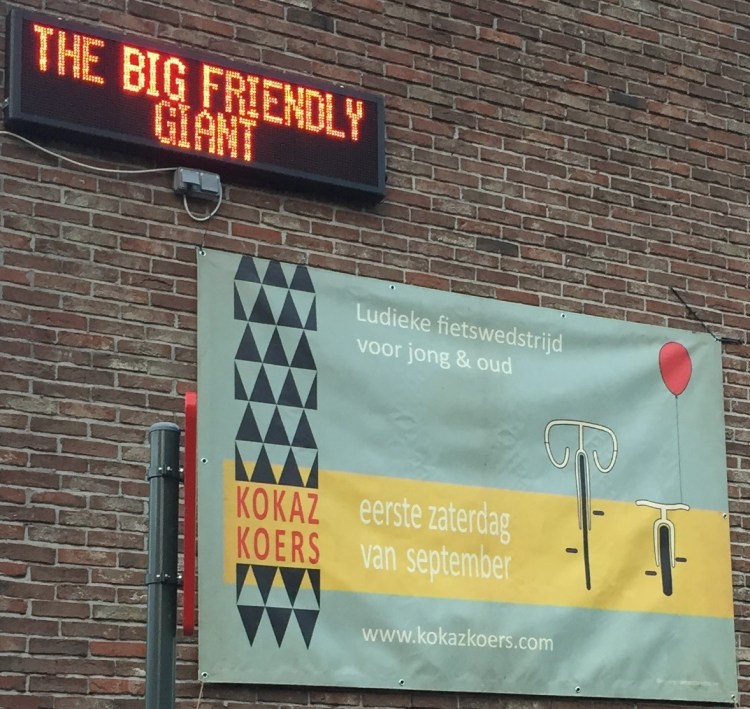 THE BIG FRIENDLY
GIANT
Ludieke fietswedstrijd
voor jong & oud
KOKAZ
KOERS
eerste zaterdag
van september
www.kokazkoers.com